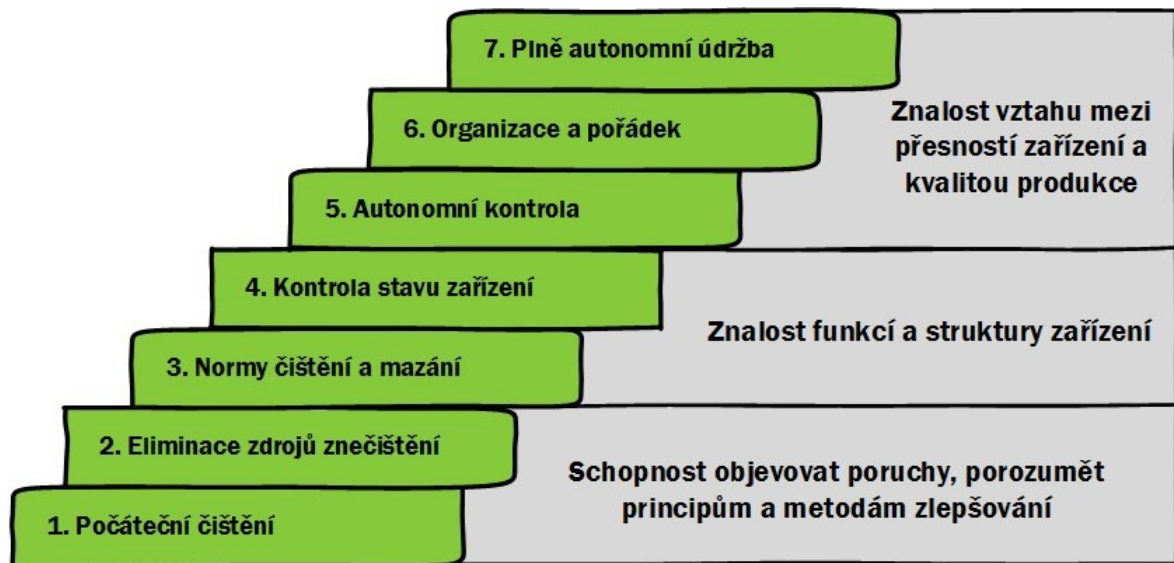 7. Plně autonomní údržba
6. Organizace a pořádek
5. Autonomní kontrola
Znalost vztahu mezi
přesností zařízení a
kvalitou produkce
4. Kontrola stavu zařízení
3. Normy čištění a mazání
Znalost funkcí a struktury zařízení
2. Eliminace zdrojů znečištění
1. Počáteční čištění
Schopnost objevovat poruchy, porozumět
principům a metodám zlepšování